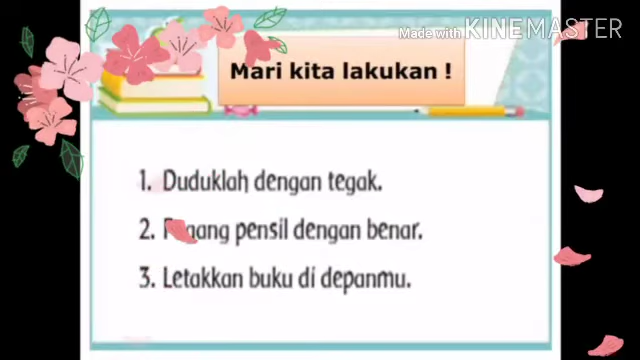 Made with KINEMASTER
Mari kita lakukan !
1. Duduklah dengan tegak.
2. Pegang pensil dengan benar.
3. Letakkan buku di depanmu.